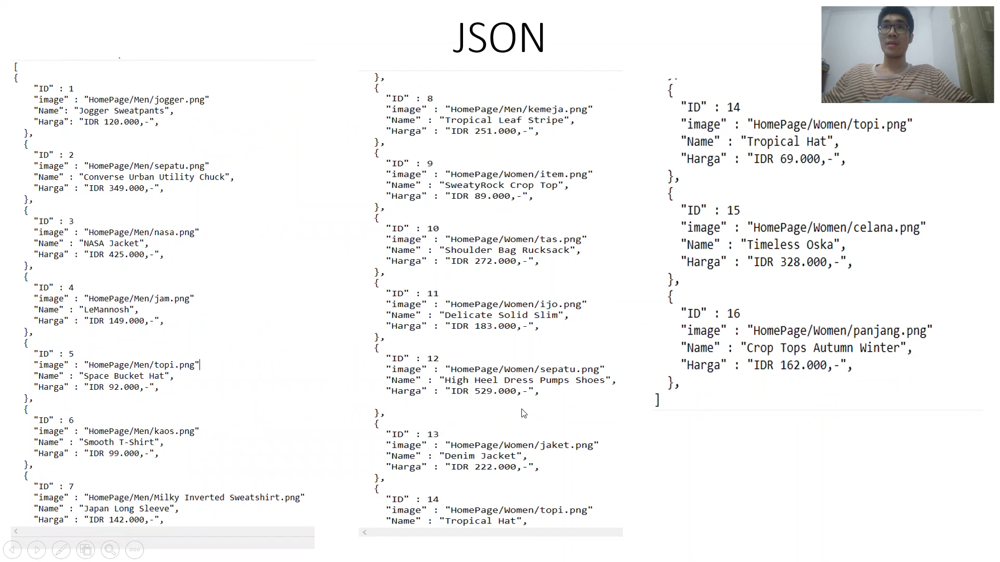 JSON
[
{
"ID" : 1
"image" : "HomePage/Men/jogger.png"
"Name": "Jogger Sweatpants",
"Harga": "IDR 120.000,-",
},
{
"ID" : 2
"image" : "HomePage/Men/sepatu.png"
"Name" : "Converse Urban Utility Chuck",
"Harga" : "IDR 349.000,-",
},
{
"ID" : 3
"image" : "HomePage/Men/nasa.png"
"Name" : "NASA Jacket",
"Harga" : "IDR 425.000,-",
},
{
"ID" : 4
"image" : "HomePage/Men/jam.png"
"Name" : "LeMannosh",
"Harga" : "IDR 149.000,-",
},
{
"ID" : 5
"image" : "HomePage/Men/topi.png"
"Name" : "Space Bucket Hat",
"Harga" : "IDR 92.000,-",
},
{
"ID" : 6
"image" : "HomePage/Men/kaos.png"
"Name" : "Smooth T-Shirt",
"Harga" : "IDR 99.000,-",
},
{
"ID" : 7
"image" : "HomePage/Men/Milky Inverted Sweatshirt.png"
"Name" : "Japan Long Sleeve",
"Harga" : "IDR 142.000,-",
},
{
"ID" : 8
"image" : "HomePage/Men/kemeja.png"
"Name" : "Tropical Leaf Stripe",
"Harga" : "IDR 251.000,-",
},
{
"ID" : 9
"image" : "HomePage/Women/item.png"
"Name" : "SweatyRock Crop Top",
"Harga" : "IDR 89.000,-",
},
{
"ID" : 10
"image" : "HomePage/Women/tas.png"
"Name" : "Shoulder Bag Rucksack",
"Harga" : "IDR 272.000,-",
},
{
"ID" : 11
"image" : "HomePage/Women/ijo.png"
"Name" : "Delicate Solid Slim",
"Harga" : "IDR 183.000,-",
},
{
"ID" : 12
"image" : "HomePage/Women/sepatu.png"
"Name" : "High Heel Dress Pumps Shoes",
"Harga" : "IDR 529.000,-",
},
{
"ID" : 13
"image" : "HomePage/Women/jaket.png"
"Name" : "Denim Jacket",
"Harga" : "IDR 222.000,-",
},
{
"ID" : 14
"image" : "HomePage/Women/topi.png"
"Name" : "Tropical Hat",
{
"ID" : 14
"image" : "HomePage/Women/topi.png"
"Name" : "Tropical Hat",
"Harga" : "IDR 69.000,-",
},
{
"ID" : 15
"image" : "HomePage/Women/celana.png"
"Name" : "Timeless Oska",
"Harga" : "IDR 328.000,-",
},
{
"ID" : 16
"image" : "HomePage/Women/panjang.png"
"Name" : "Crop Tops Autumn Winter",
"Harga" : "IDR 162.000,-",
},
]